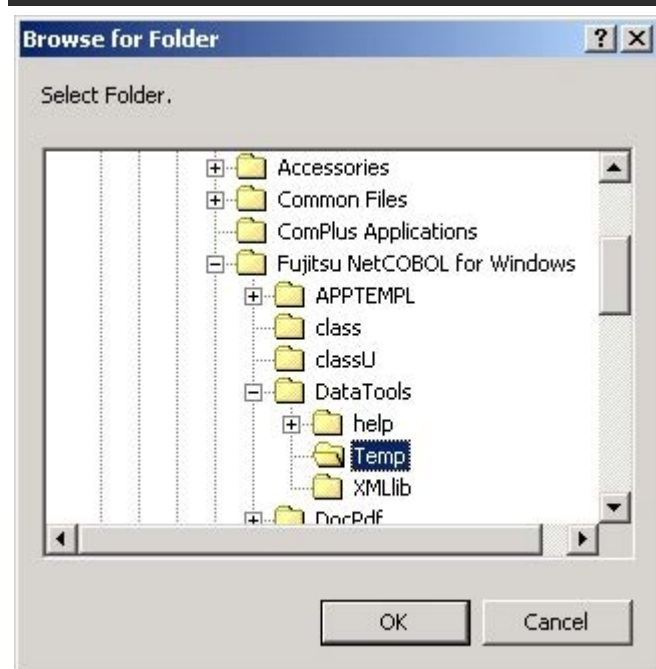 Browse for Folder
Select Folder.
Accessories
Common Files
ComPlus Applications
Fujitsu NetCOBOL for Windows
APPTEMPL
class
classU
DataTools
help
Temp
XMLlib
DocPdf
OK Cancel